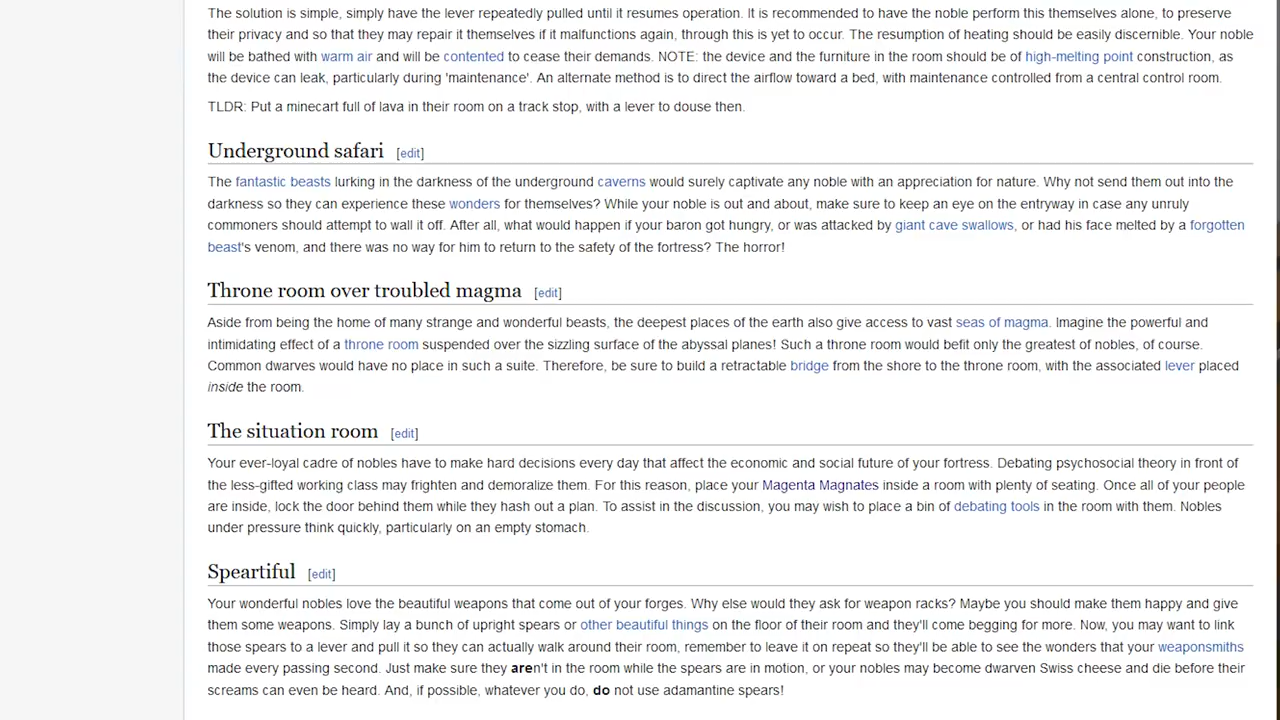 The solution is simple, simply have the lever repeatedly pulled until it resumes operation. It is recommended to have the noble perform this themselves alone, to preserve
their privacy and so that they may repair it themselves if it malfunctions again, through this is yet to occur. The resumption of heating should be easily discernible. Your noble
will be bathed with warm air and will be contented to cease their demands. NOTE: the device and the furniture in the room should be of high-melting point construction, as
the device can leak, particularly during 'maintenance'. An alternate method is to direct the airflow toward a bed, with maintenance controlled from a central control room.
TLDR: Put a minecart full of lava in their room on a track stop, with a lever to douse then.
Underground safari [edit]
The fantastic beasts lurking in the darkness of the underground caverns would surely captivate any noble with an appreciation for nature. Why not send them out into the
darkness so they can experience these wonders for themselves? While your noble is out and about, make sure to keep an eye on the entryway in case any unruly
commoners should attempt to wall it off. After all, what would happen if your baron got hungry, or was attacked by giant cave swallows, or had his face melted by a forgotten
beast's venom, and there was no way for him to return to the safety of the fortress? The horror!
Throne room over troubled magma [edit]
Aside from being the home of many strange and wonderful beasts, the deepest places of the earth also give access to vast seas of magma. Imagine the powerful and
intimidating effect of a throne room suspended over the sizzling surface of the abyssal planes! Such a throne room would befit only the greatest of nobles, of course.
Common dwarves would have no place in such a suite. Therefore, be sure to build a retractable bridge from the shore to the throne room, with the associated lever placed
inside the room.
The situation room [edit]
Your ever-loyal cadre of nobles have to make hard decisions every day that affect the economic and social future of your fortress. Debating psychosocial theory in front of
the less-gifted working class may frighten and demoralize them. For this reason, place your Magenta Magnates inside a room with plenty of seating. Once all of your people
are inside, lock the door behind them while they hash out a plan. To assist in the discussion, you may wish to place a bin of debating tools in the room with them. Nobles
under pressure think quickly, particularly on an empty stomach.
Speartiful [edit]
Your wonderful nobles love the beautiful weapons that come out of your forges. Why else would they ask for weapon racks? Maybe you should make them happy and give
them some weapons. Simply lay a bunch of upright spears or other beautiful things on the floor of their room and they'll come begging for more. Now, you may want to link
those spears to a lever and pull it so they can actually walk around their room, remember to leave it on repeat so they'll be able to see the wonders that your weaponsmiths
made every passing second. Just make sure they aren't in the room while the spears are in motion, or your nobles may become dwarven Swiss cheese and die before their
screams can even be heard. And, if possible, whatever you do, do not use adamantine spears!